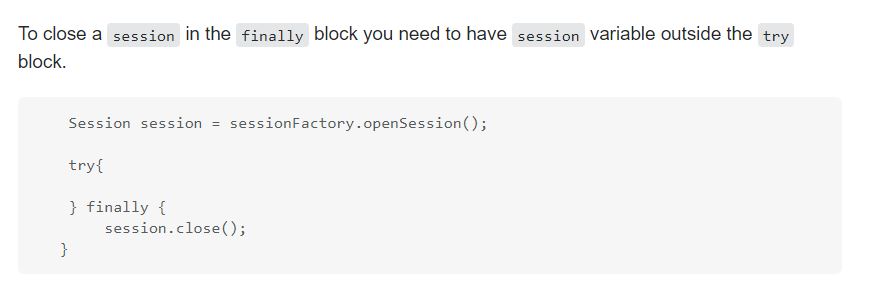 To close a session in the finally block you need to have session variable outside the try
block.
Session session = sessionFactory.openSession();
try{
} finally {
session.close();
}